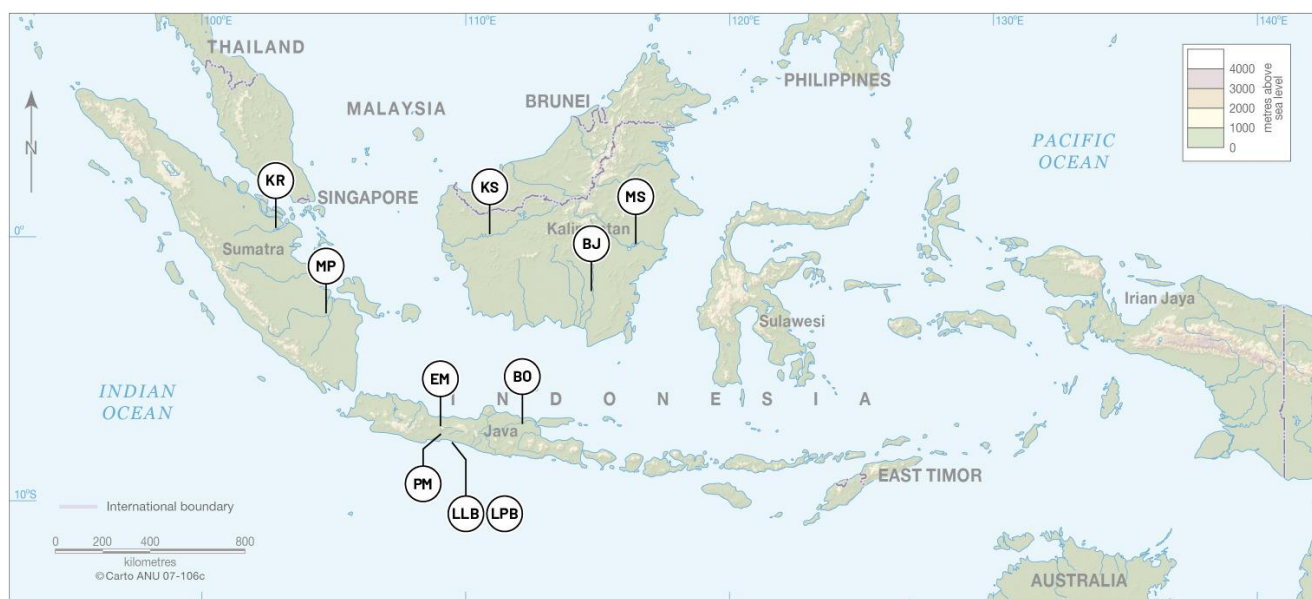 100°E
110°E
120°E
130°E
140°E
THAILAND
MALAYSIA
BRUNEI
PHILIPPINES
4000
3000
2000
1000
0
metres above
sea level
N
PACIFIC
OCEAN
KR
KS
MS
SINGAPORE
0°
Sumatra
Kalimantan
BJ
MP
Irian Jaya
Sulawesi
INDIAN
OCEAN
EM
BO
INDONESIA
Java
PM
EAST TIMOR
10°S
LLB
LPB
International boundary
0 200 400 800
kilometres
© Carto ANU 07-106c
AUSTRALIA